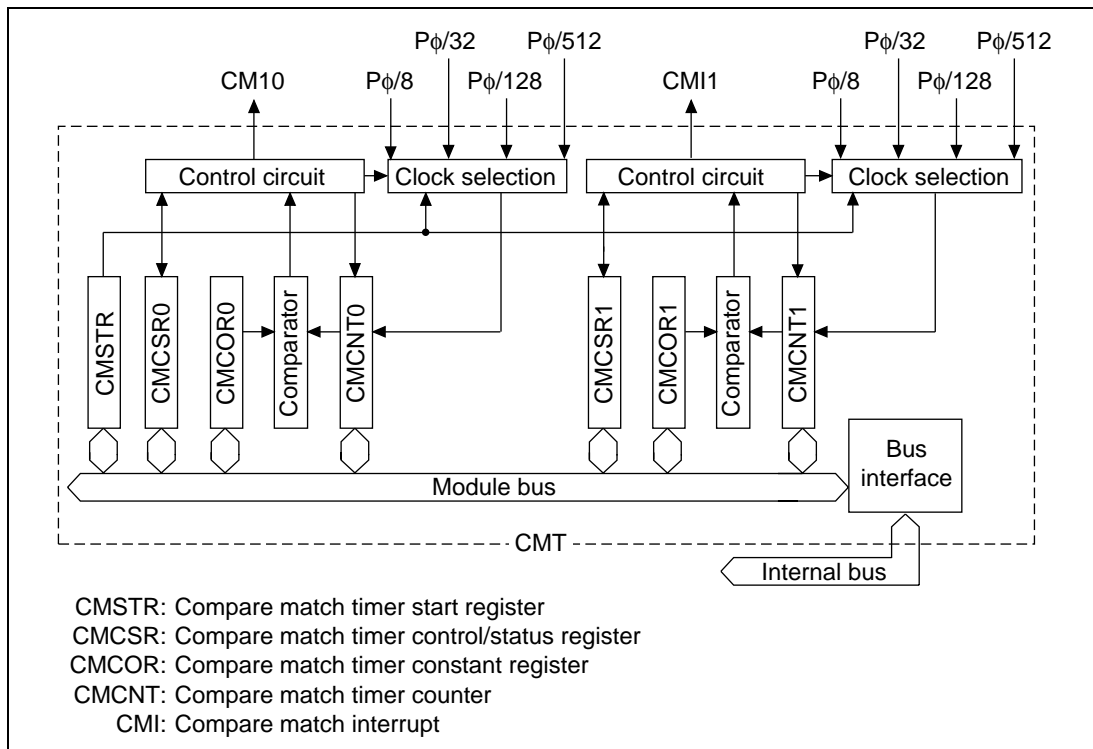 Pϕ/32 Pϕ/512 Pϕ/32 Pϕ/512
CM10 Pϕ/8 Pϕ/128 CMI1 Pϕ/8 Pϕ/128
Control circuit Clock selection Control circuit Clock selection
CMSTR CMCSR0 CMCOR0 Comparator CMCNT0 CMCSR1 CMCOR1 Comparator CMCNT1
Bus
interface
Module bus
CMT
Internal bus
CMSTR: Compare match timer start register
CMCSR: Compare match timer control/status register
CMCOR: Compare match timer constant register
CMCNT: Compare match timer counter
CMI: Compare match interrupt